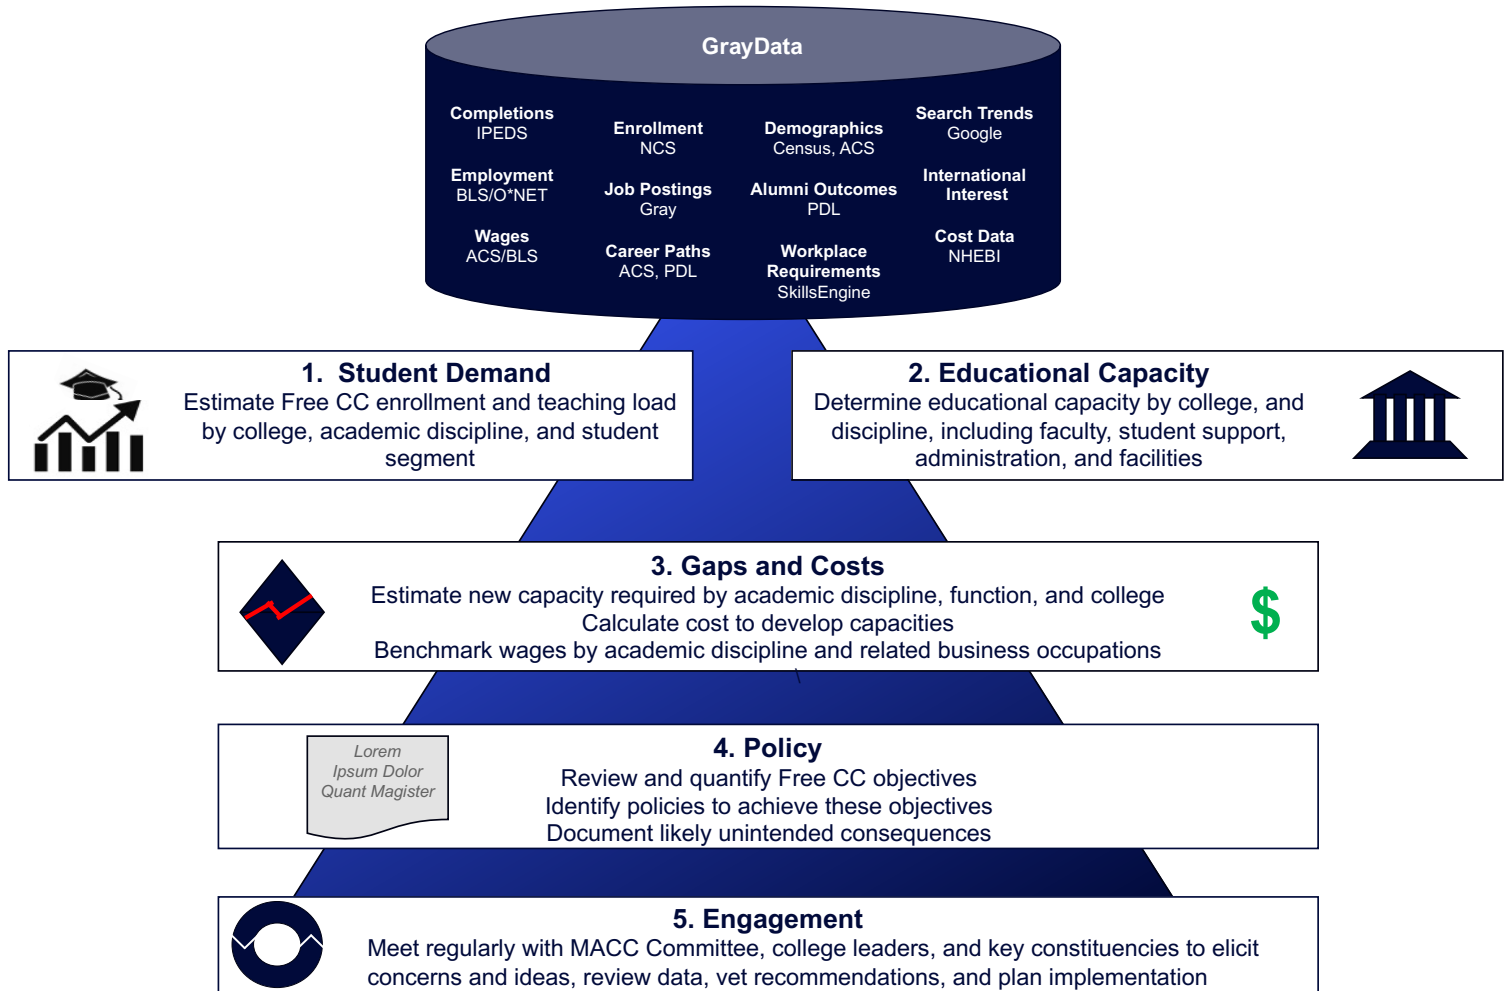 GrayData
Completions
IPEDS
Employment
BLS/O*NET
Wages
ACS/BLS
Enrollment
NCS
Job Postings
Gray
Career Paths
ACS, PDL
Demographics
Census, ACS
Alumni Outcomes
PDL
Workplace
Requirements
SkillsEngine
Search Trends
Google
International
Interest
Cost Data
NHEBI
1. Student Demand
Estimate Free CC enrollment and teaching load
by college, academic discipline, and student
segment
2. Educational Capacity
Determine educational capacity by college, and
discipline, including faculty, student support,
administration, and facilities
3. Gaps and Costs
Estimate new capacity required by academic discipline, function, and college
Calculate cost to develop capacities
Benchmark wages by academic discipline and related business occupations
$
Lorem
Ipsum Dolor
Quant Magister
4. Policy
Review and quantify Free CC objectives
Identify policies to achieve these objectives
Document likely unintended consequences
5. Engagement
Meet regularly with MACC Committee, college leaders, and key constituencies to elicit
concerns and ideas, review data, vet recommendations, and plan implementation